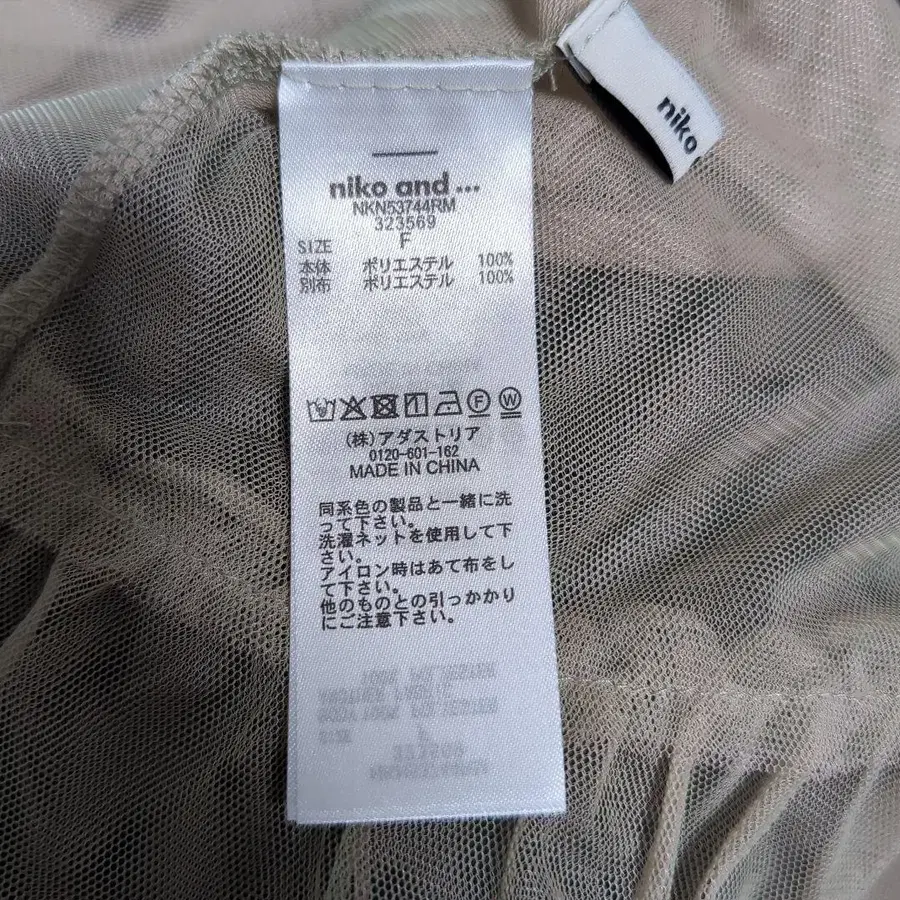 niko
niko and ...
NKN53744RM
323569
SIZE F
本体 ポリエステル 100%
別布 ポリエステル 100%
(株)アダストリア
0120-601-162
MADE IN CHINA
同系色の製品と一緒に洗
って下さい。
洗濯ネットを使用して下
さい。
アイロン時はあて布をし
て下さい。
他のものとの引っかかり
にご注意下さい。